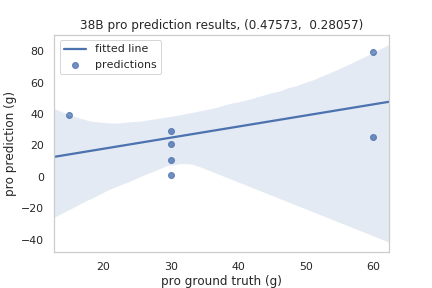 38B pro prediction results, (0.47573,  0.28057)
fitted line
predictions
pro prediction (g)
80
60
40
20
0
−20
−40
20 30 40 50 60
pro ground truth (g)